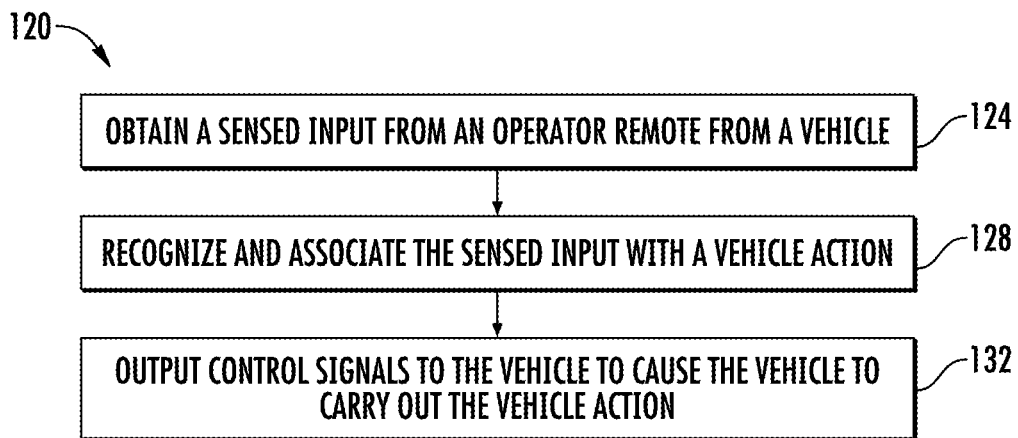 120
OBTAIN A SENSED INPUT FROM AN OPERATOR REMOTE FROM A VEHICLE
124
RECOGNIZE AND ASSOCIATE THE SENSED INPUT WITH A VEHICLE ACTION
128
OUTPUT CONTROL SIGNALS TO THE VEHICLE TO CAUSE THE VEHICLE TO
CARRY OUT THE VEHICLE ACTION
132